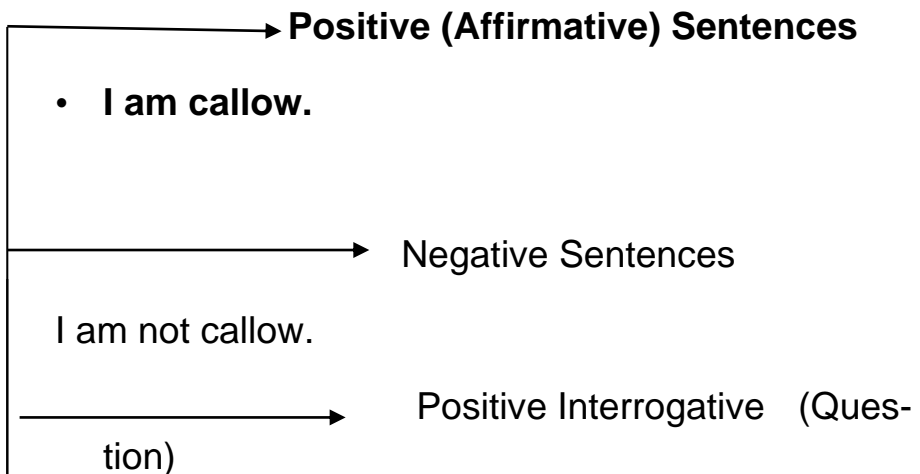 Positive (Affirmative) Sentences
• I am callow.
Negative Sentences
I am not callow.
Positive Interrogative (Ques-
tion)